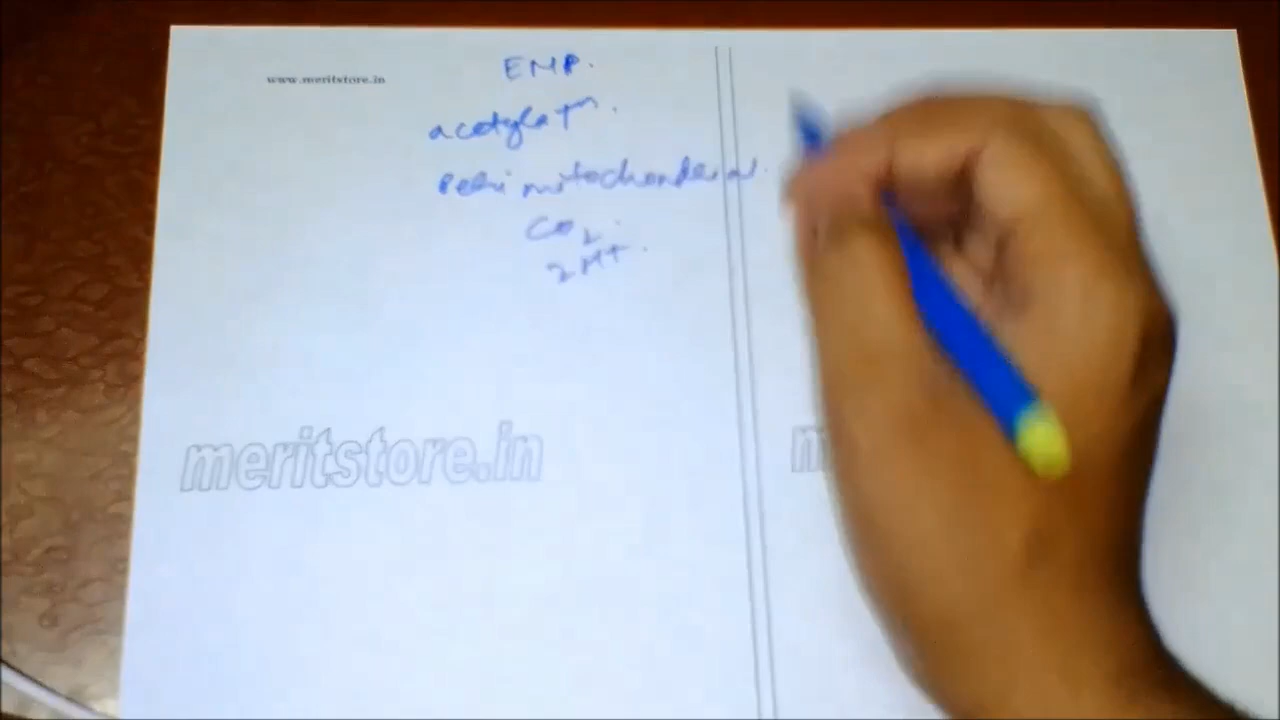 www.meritstore.in
EMP.
acetylatn.
Peri mitochondrial.
CO2.
2H+.
meritstore.in
m